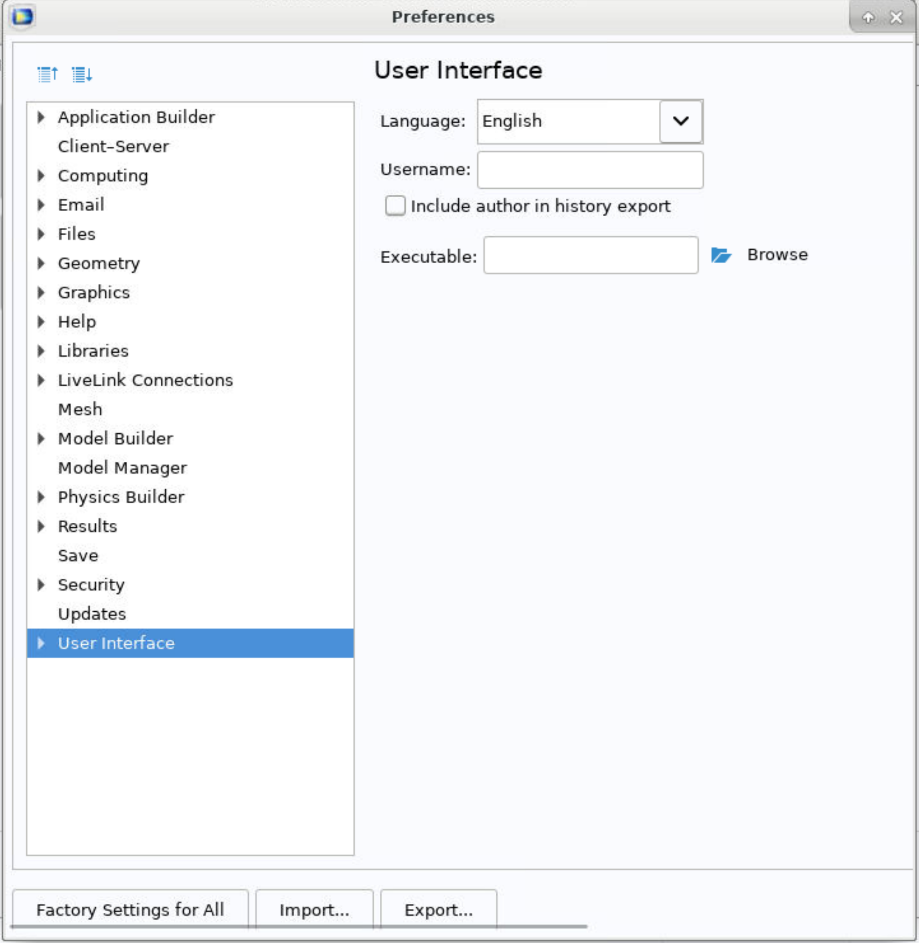 Preferences
User Interface
Application Builder
Client–Server
Computing
Email
Files
Geometry
Graphics
Help
Libraries
LiveLink Connections
Mesh
Model Builder
Model Manager
Physics Builder
Results
Save
Security
Updates
User Interface
Language: English
Username:
Include author in history export
Executable: Browse
Factory Settings for All Import... Export...